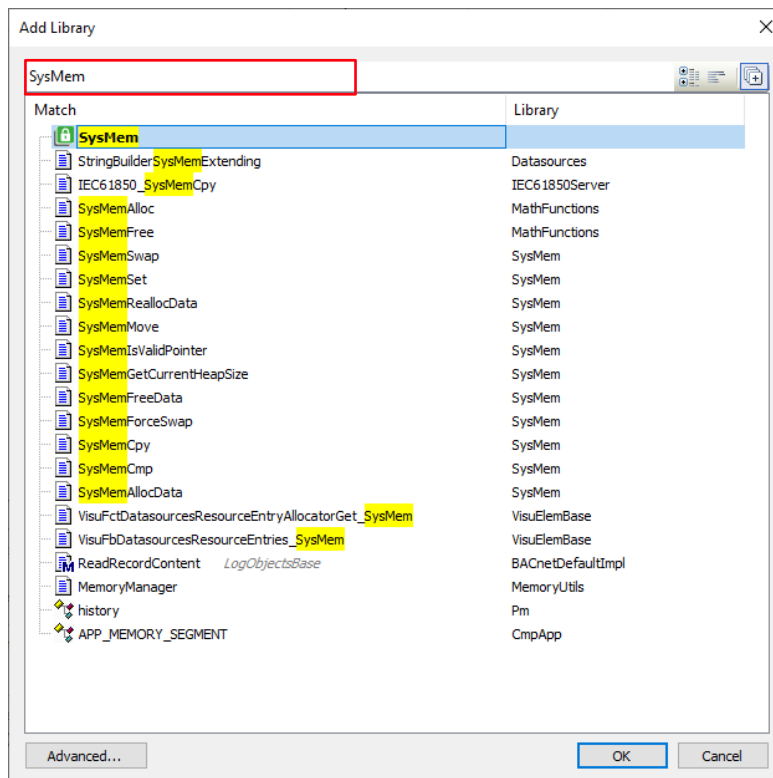 Add Library
SysMem
Match Library
SysMem
StringBuilderSysMemExtending Datasources
IEC61850_SysMemCpy IEC61850Server
SysMemAlloc MathFunctions
SysMemFree MathFunctions
SysMemSwap SysMem
SysMemSet SysMem
SysMemReallocData SysMem
SysMemMove SysMem
SysMemIsValidPointer SysMem
SysMemGetCurrentHeapSize SysMem
SysMemFreeData SysMem
SysMemForceSwap SysMem
SysMemCpy SysMem
SysMemCmp SysMem
SysMemAllocData SysMem
VisuFctDatasourcesResourceEntryAllocatorGet_SysMem VisuElemBase
VisuFbDatasourcesResourceEntries_SysMem VisuElemBase
ReadRecordContent LogObjectsBase BACnetDefaultImpl
MemoryManager MemoryUtils
history Pm
APP_MEMORY_SEGMENT CmpApp
Advanced... OK Cancel